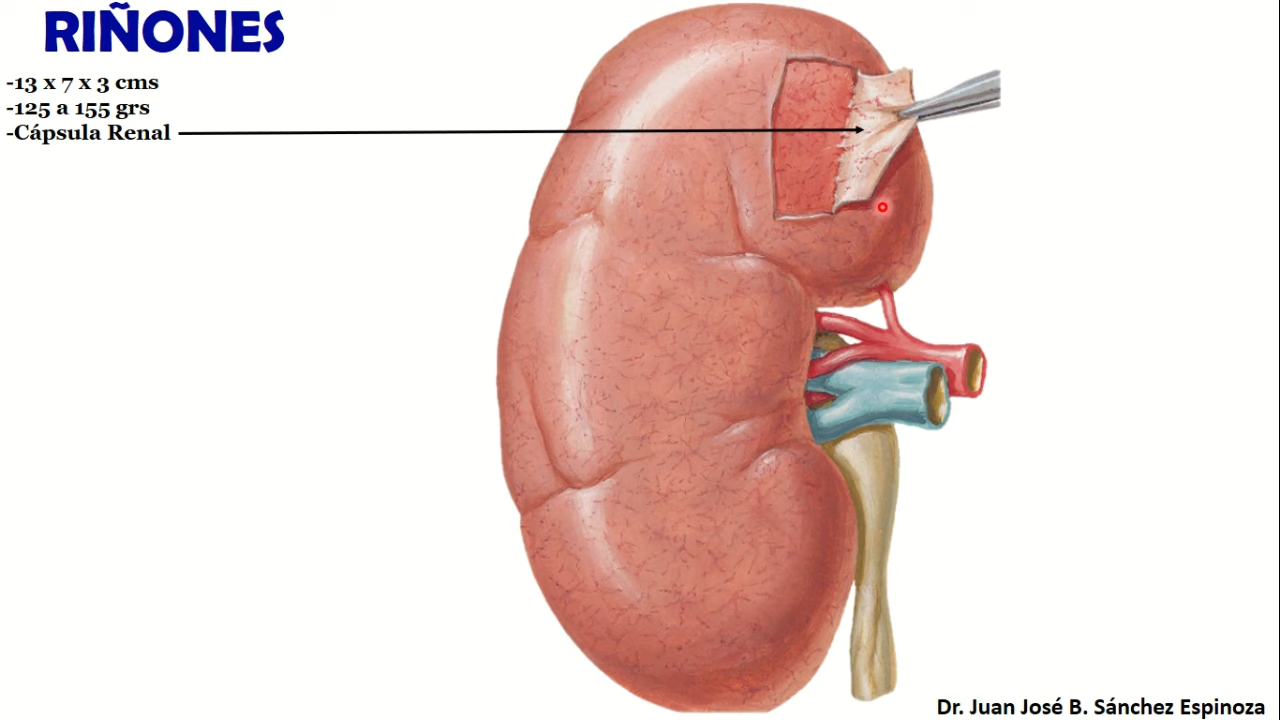 RIÑONES
-13 x 7 x 3 cms
-125 a 155 grs
-Cápsula Renal
Dr. Juan José B. Sánchez Espinoza